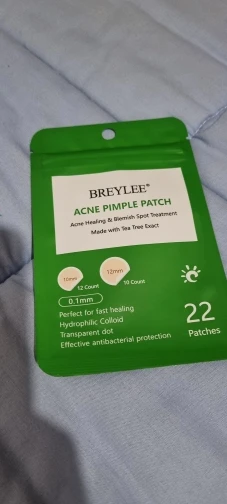 BREYLEE®
ACNE PIMPLE PATCH
Acne Healing & Blemish Spot Treatment
Made with Tea Tree Exact
10mm
12mm
12 Count
10 Count
0.1mm
Perfect for fast healing
Hydrophilic Colloid
Transparent dot
Effective antibacterial protection
22
Patches